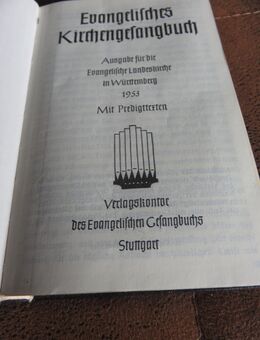 Evangelisches
Kirchengesangbuch
Ausgabe für die
Evangelische Landeskirche
in Württemberg
1953
Mit Predigttexten
Verlagskontor
des Evangelischen Gesangbuchs
Stuttgart